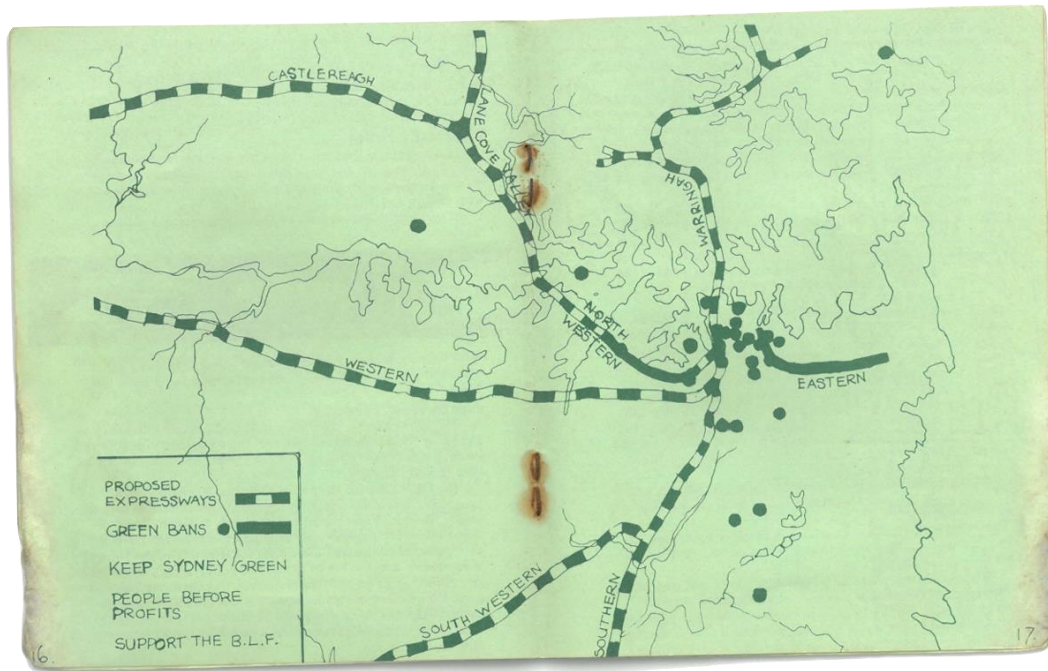 CASTLEREAGH
LANE COVE VALLEY
WARRINGAH
NORTH
WESTERN
WESTERN
EASTERN
SOUTH WESTERN
SOUTHERN
PROPOSED
EXPRESSWAYS
GREEN BANS
KEEP SYDNEY GREEN
PEOPLE BEFORE
PROFITS
SUPPORT THE B.L.F.
16.
17.